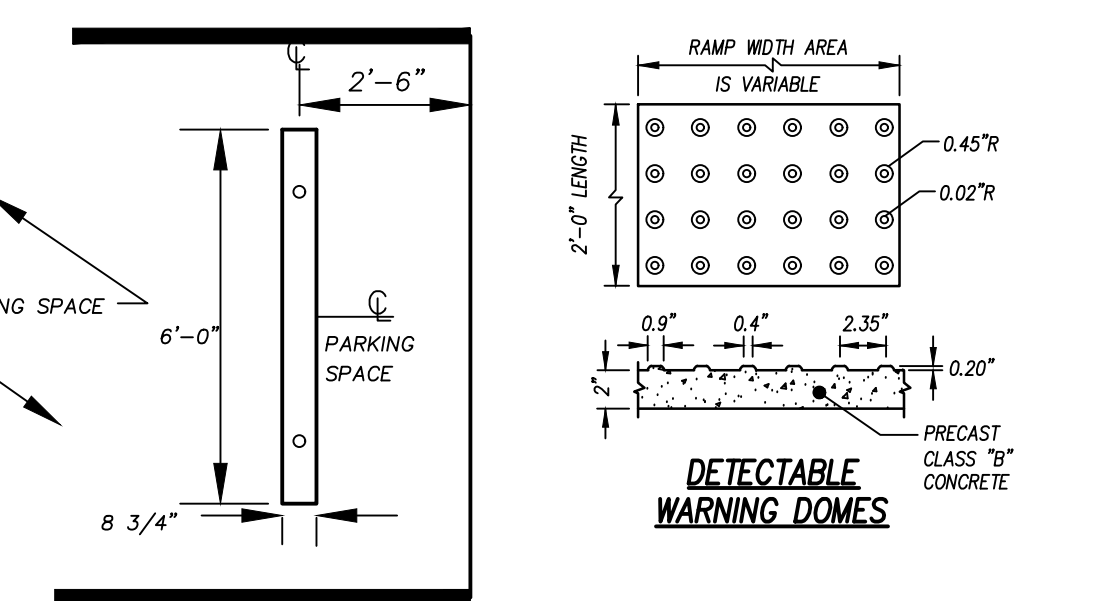 ℄
2'-6"
NG SPACE
6'-0"
℄
PARKING
SPACE
8 3/4"
RAMP WIDTH AREA
IS VARIABLE
2'-0" LENGTH
0.45"R
0.02"R
0.9"
0.4"
2.35"
0.20"
2"
PRECAST
CLASS "B"
CONCRETE
DETECTABLE
WARNING DOMES